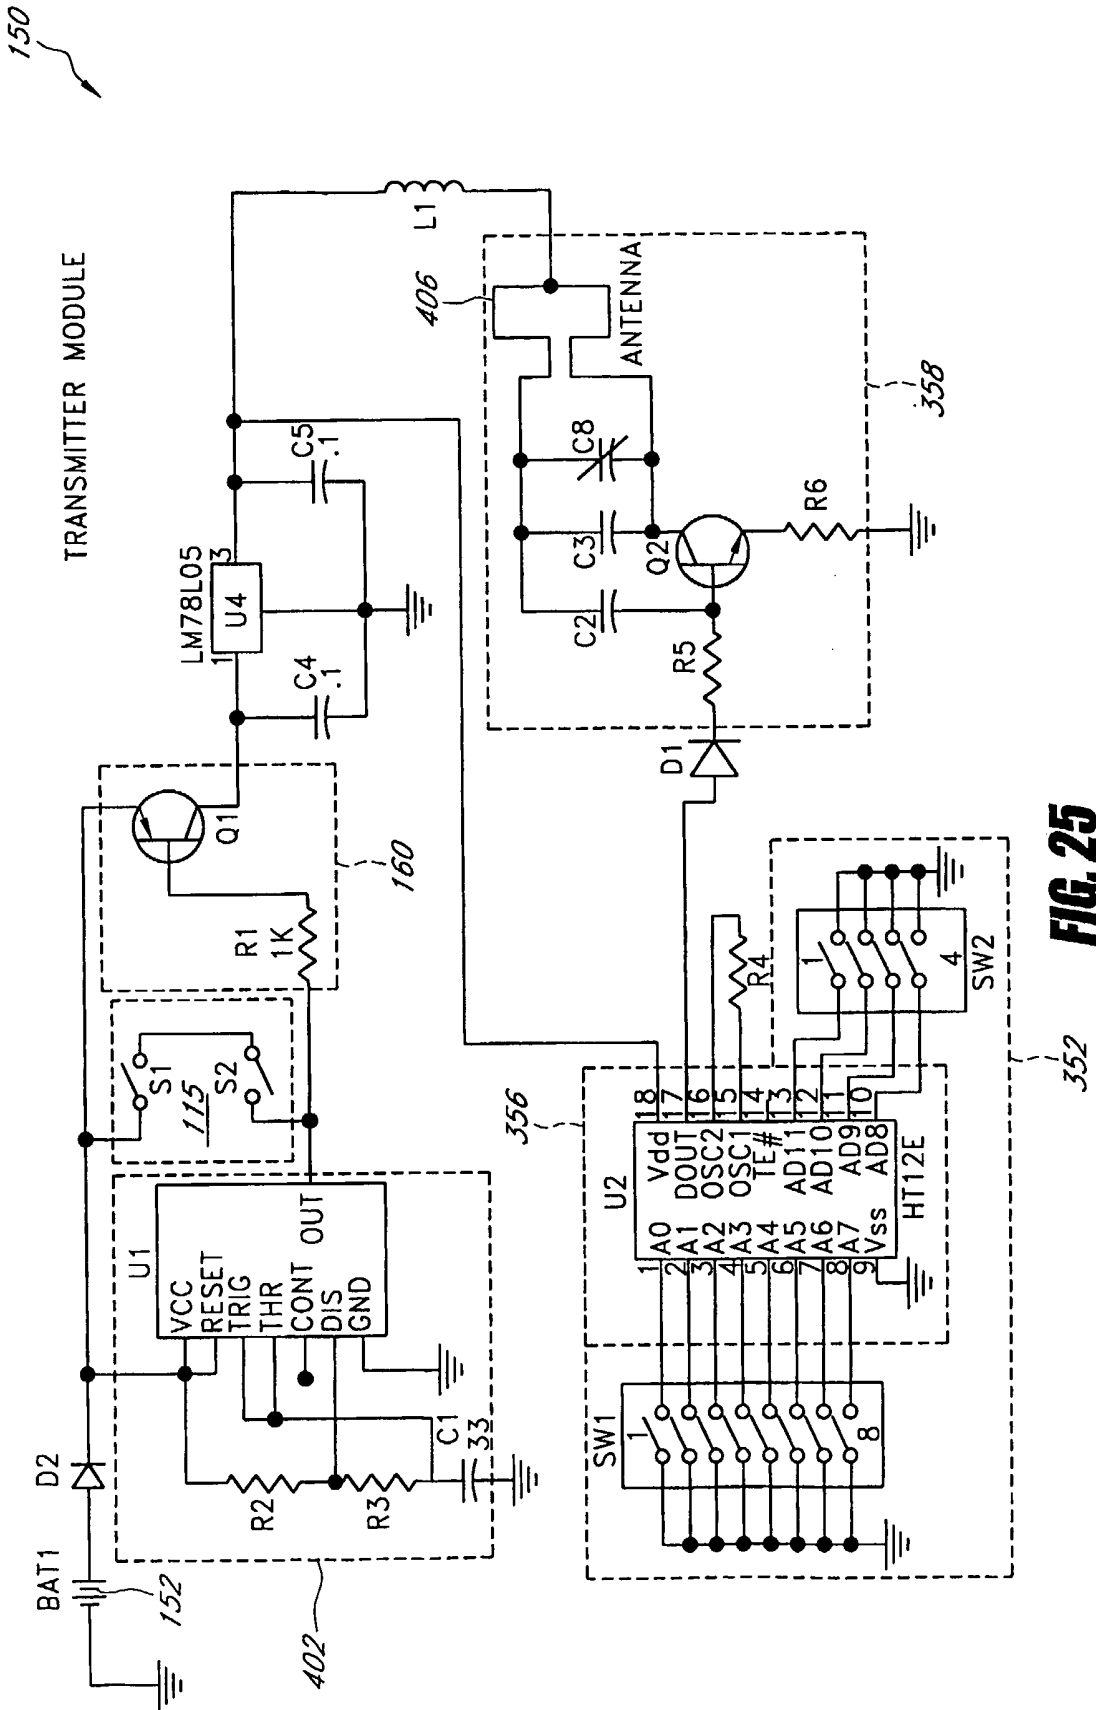 150
TRANSMITTER MODULE
BAT1
152
D2
402
U1
VCC
RESET
TRIG
THR
CONT
DIS
GND
OUT
R2
R3
C1
33
S1
115
S2
R1
1K
Q1
160
LM78L05
1
U4
3
C4
.1
C5
.1
L1
406
ANTENNA
C2
C3
C8
Q2
R5
R6
D1
358
356
U2
1
A0
2
A1
3
A2
4
A3
5
A4
6
A5
7
A6
8
A7
9
Vss
Vdd
18
DOUT
17
OSC2
16
OSC1
15
TE#
14
AD11
13
AD10
12
AD9
11
AD8
10
HT12E
R4
SW1
1
8
1
4
SW2
352
FIG. 25